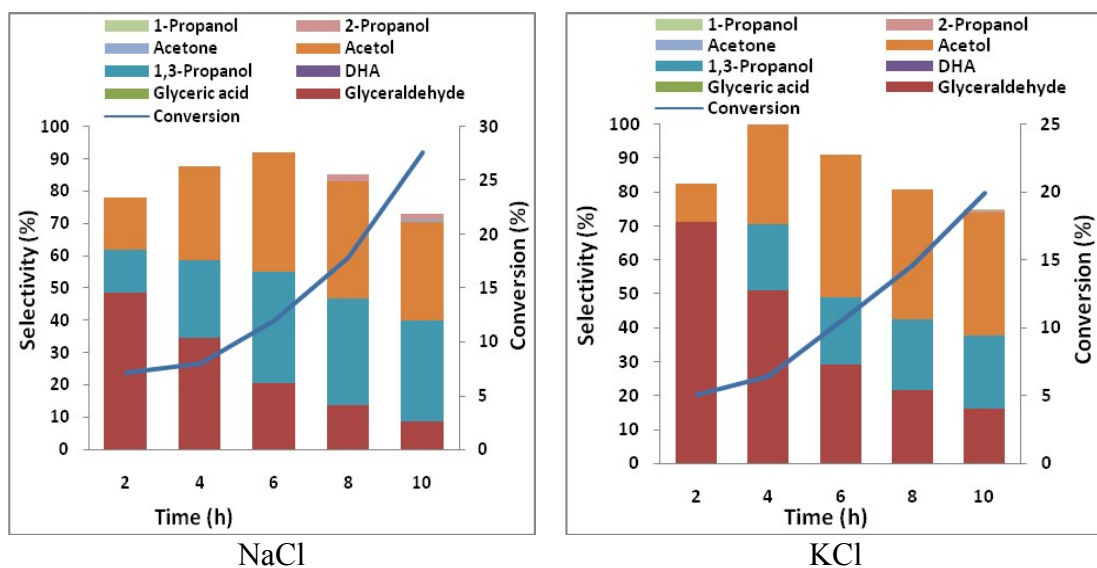 1-Propanol 2-Propanol
Acetone Acetol
1,3-Propanol DHA
Glyceric acid Glyceraldehyde
Conversion
Selectivity (%)
100
90
80
70
60
50
40
30
20
10
0
30
25
20
15
10
5
0
Conversion (%)
2 4 6 8 10
Time (h)
NaCl
1-Propanol 2-Propanol
Acetone Acetol
1,3-Propanol DHA
Glyceric acid Glyceraldehyde
Conversion
Selectivity (%)
100
90
80
70
60
50
40
30
20
10
0
25
20
15
10
5
0
Conversion (%)
2 4 6 8 10
Time (h)
KCl